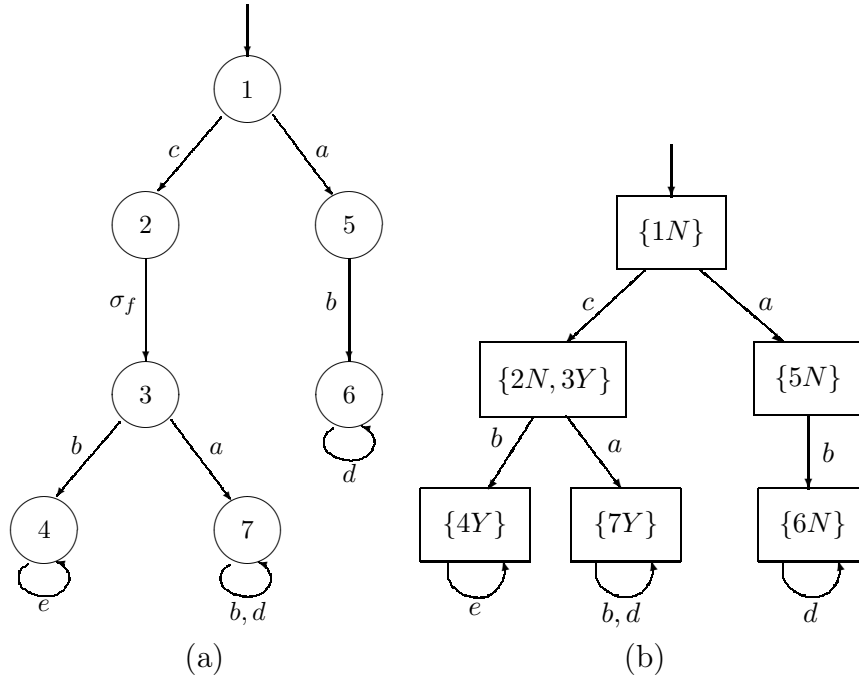 1
c
a
2
5
σ_f
b
3
6
b
a
d
4
7
e
b, d
(a)
{1N}
c
a
{2N, 3Y}
{5N}
b
a
b
{4Y}
{7Y}
{6N}
e
b, d
d
(b)